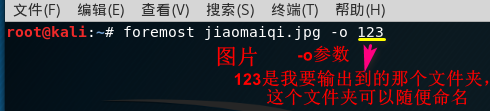 文件(F) 编辑(E) 查看(V) 搜索(S) 终端(T) 帮助(H)
root@kali:~# foremost jiaomaiqi.jpg -o 123
图片 -o参数
123是我要输出到的那个文件夹,
这个文件夹可以随便命名